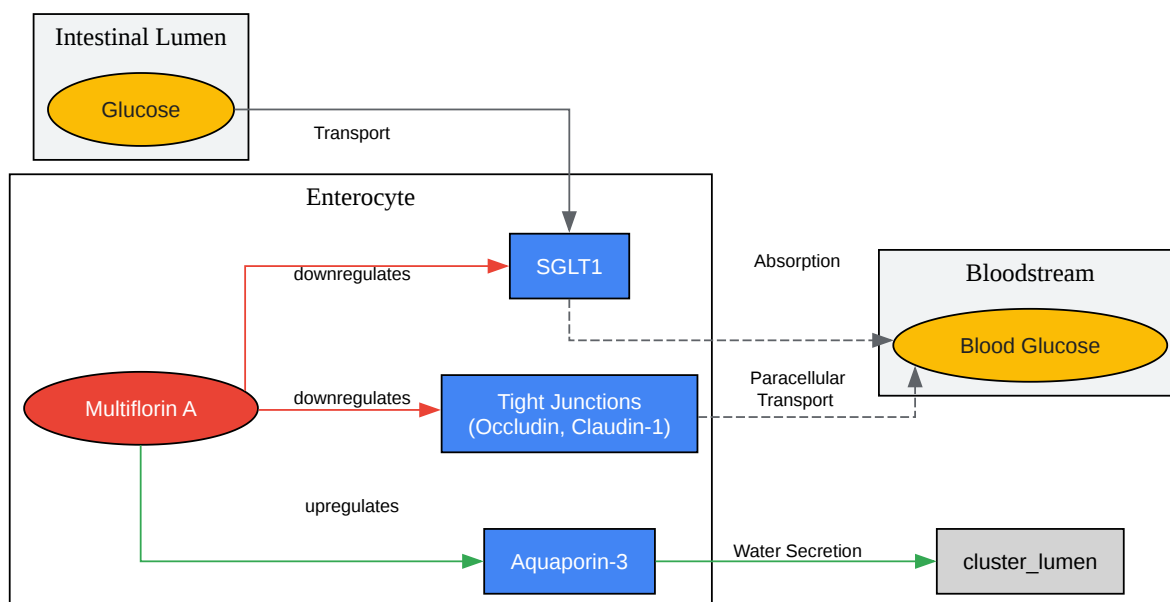 Intestinal Lumen
Glucose
Transport
Enterocyte
SGLT1
downregulates
Absorption
Bloodstream
Blood Glucose
Multiflorin A
downregulates
Tight Junctions
(Occludin, Claudin-1)
Paracellular
Transport
upregulates
Aquaporin-3
Water Secretion
cluster_lumen